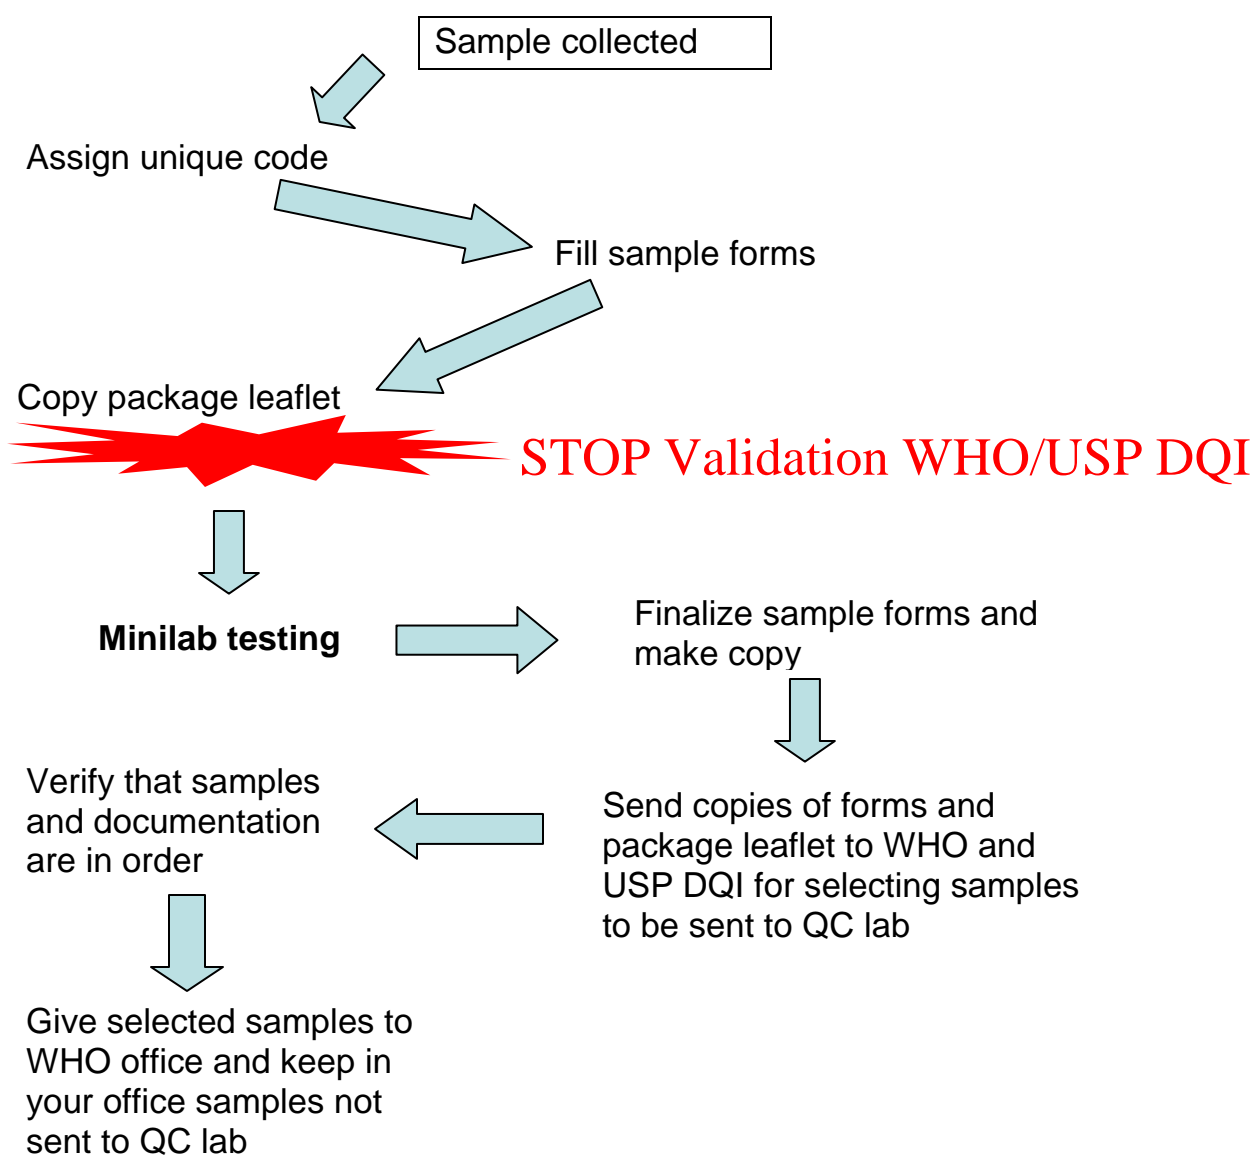 Sample collected
Assign unique code
Fill sample forms
Copy package leaflet
STOP Validation WHO/USP DQI
Minilab testing
Finalize sample forms and
make copy
Send copies of forms and
package leaflet to WHO and
USP DQI for selecting samples
to be sent to QC lab
Verify that samples
and documentation
are in order
Give selected samples to
WHO office and keep in
your office samples not
sent to QC lab